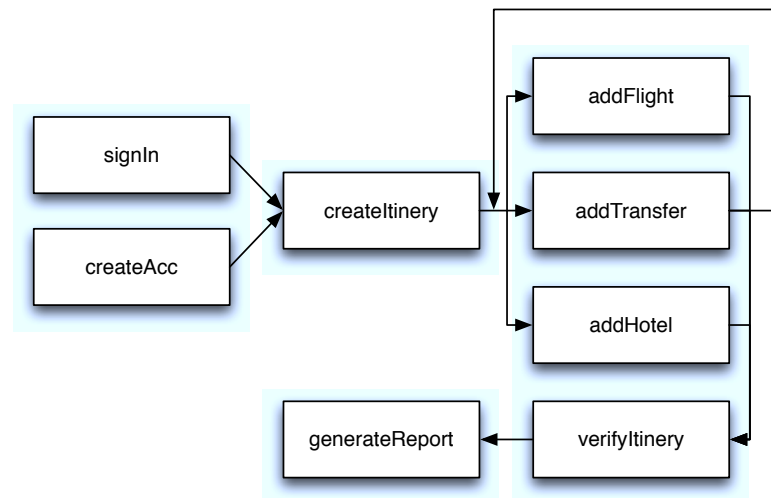 signIn
createAcc
createItinery
addFlight
addTransfer
addHotel
verifyItinery
generateReport